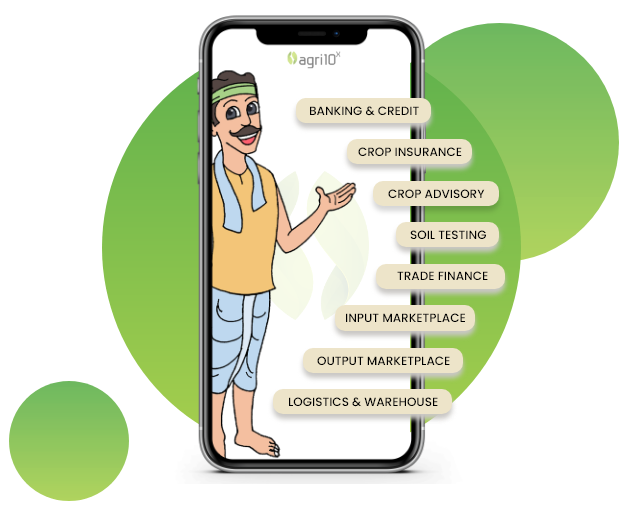 agri10x
BANKING & CREDIT
CROP INSURANCE
CROP ADVISORY
SOIL TESTING
TRADE FINANCE
INPUT MARKETPLACE
OUTPUT MARKETPLACE
LOGISTICS & WAREHOUSE